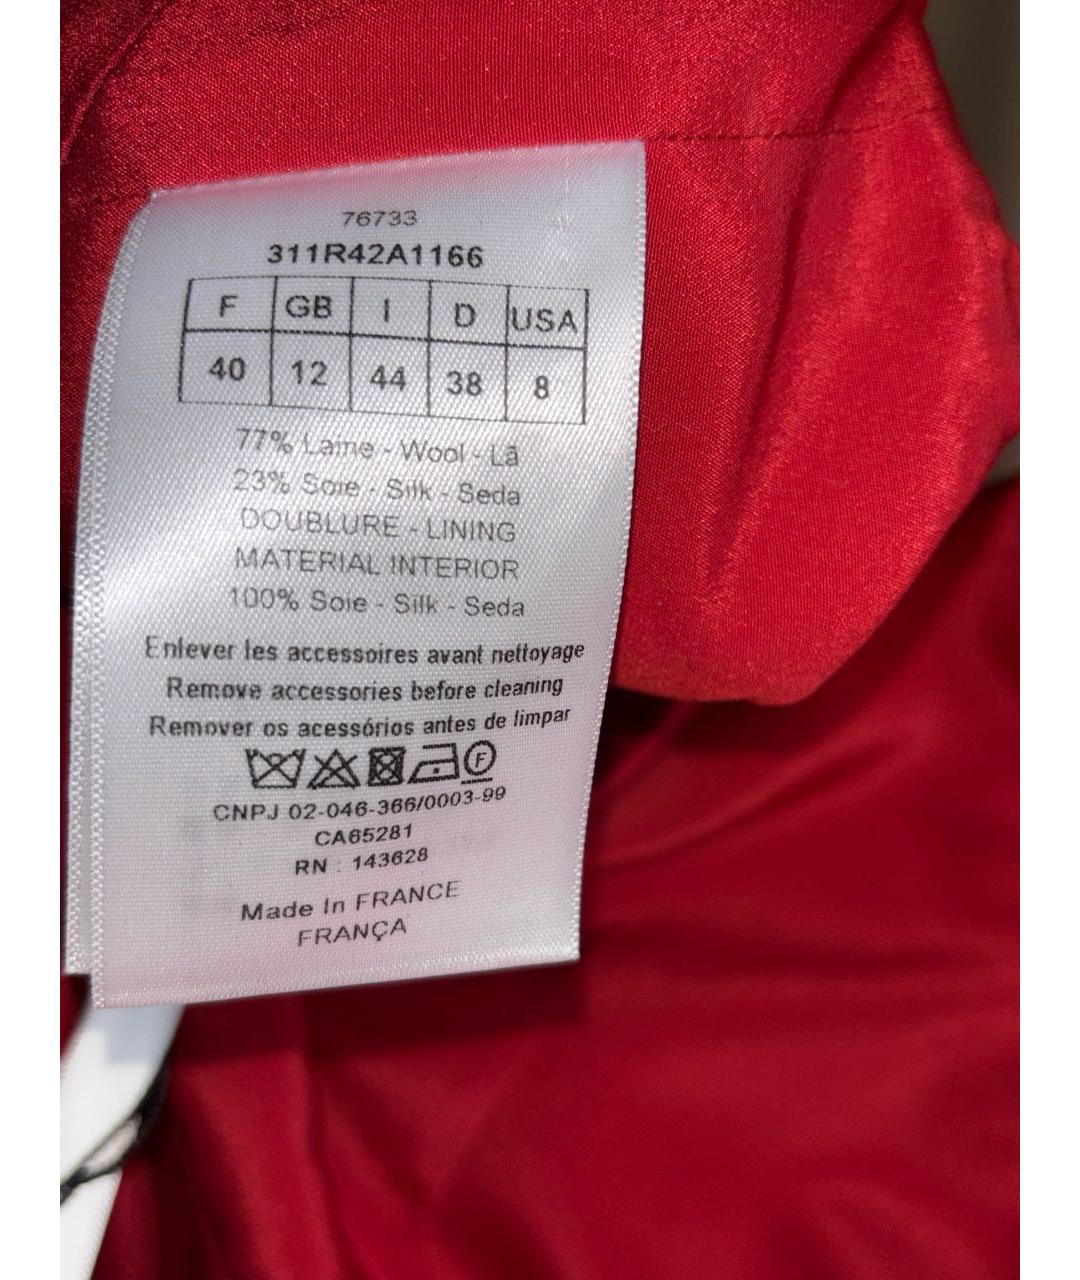 76733
311R42A1166
F GB I D USA
40 12 44 38 8
77% Laine - Wool - Lã
23% Soie - Silk - Seda
DOUBLURE - LINING
MATERIAL INTERIOR
100% Soie - Silk - Seda
Enlever les accessoires avant nettoyage
Remove accessories before cleaning
Remover os acessórios antes de limpar
F
CNPJ 02-046-366/0003-99
CA65281
RN : 143628
Made In FRANCE
FRANÇA